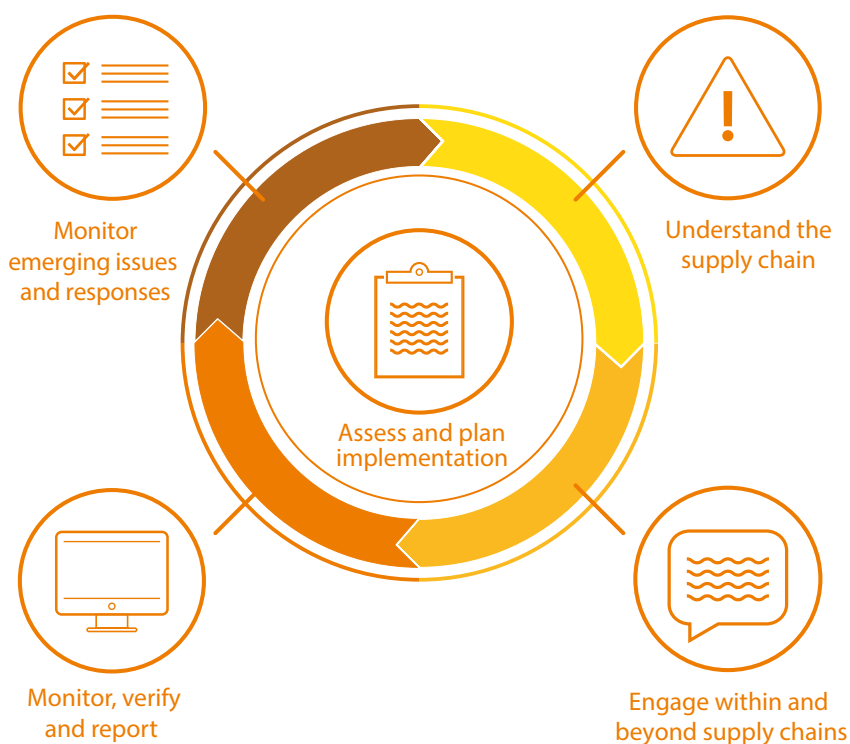 Monitor
emerging issues
and responses
Understand the
supply chain
Assess and plan
implementation
Monitor, verify
and report
Engage within and
beyond supply chains